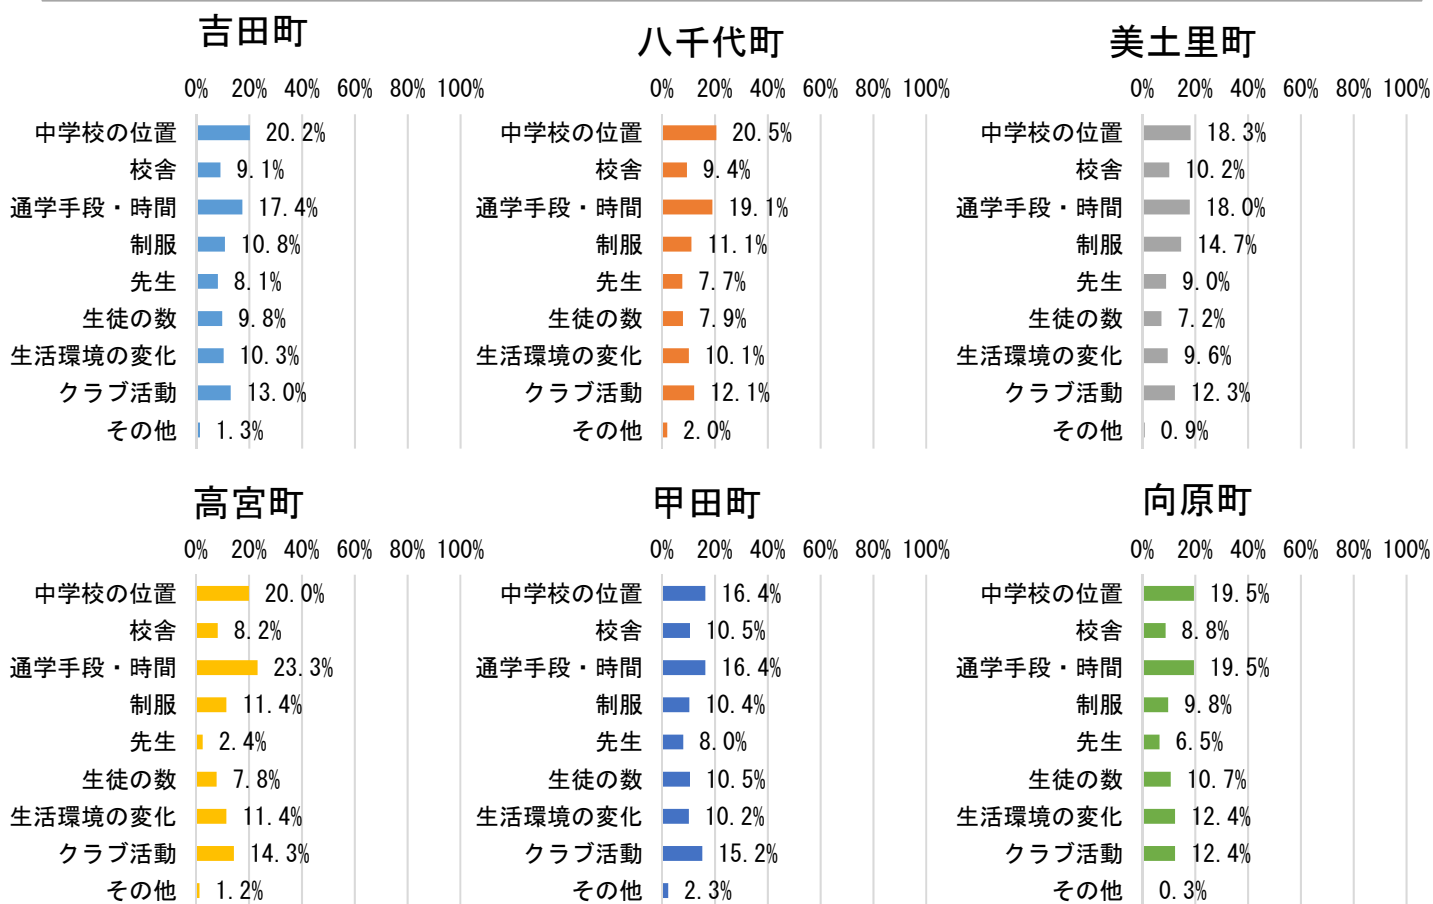 吉田町
0% 20% 40% 60% 80% 100%
中学校の位置 20.2%
校舎 9.1%
通学手段・時間 17.4%
制服 10.8%
先生 8.1%
生徒の数 9.8%
生活環境の変化 10.3%
クラブ活動 13.0%
その他 1.3%
八千代町
0% 20% 40% 60% 80% 100%
中学校の位置 20.5%
校舎 9.4%
通学手段・時間 19.1%
制服 11.1%
先生 7.7%
生徒の数 7.9%
生活環境の変化 10.1%
クラブ活動 12.1%
その他 2.0%
美土里町
0% 20% 40% 60% 80% 100%
中学校の位置 18.3%
校舎 10.2%
通学手段・時間 18.0%
制服 14.7%
先生 9.0%
生徒の数 7.2%
生活環境の変化 9.6%
クラブ活動 12.3%
その他 0.9%
高宮町
0% 20% 40% 60% 80% 100%
中学校の位置 20.0%
校舎 8.2%
通学手段・時間 23.3%
制服 11.4%
先生 2.4%
生徒の数 7.8%
生活環境の変化 11.4%
クラブ活動 14.3%
その他 1.2%
甲田町
0% 20% 40% 60% 80% 100%
中学校の位置 16.4%
校舎 10.5%
通学手段・時間 16.4%
制服 10.4%
先生 8.0%
生徒の数 10.5%
生活環境の変化 10.2%
クラブ活動 15.2%
その他 2.3%
向原町
0% 20% 40% 60% 80% 100%
中学校の位置 19.5%
校舎 8.8%
通学手段・時間 19.5%
制服 9.8%
先生 6.5%
生徒の数 10.7%
生活環境の変化 12.4%
クラブ活動 12.4%
その他 0.3%